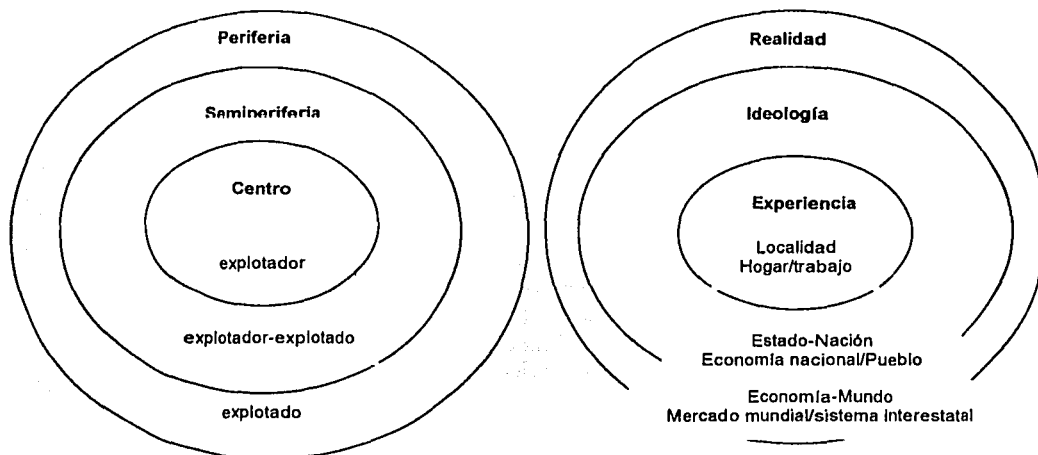 Periferia
Semiperiferia
Centro
explotador
explotador-explotado
explotado
Realidad
Ideología
Experiencia
Localidad
Hogar/trabajo
Estado-Nación
Economía nacional/Pueblo
Economía-Mundo
Mercado mundial/sistema Interestatal